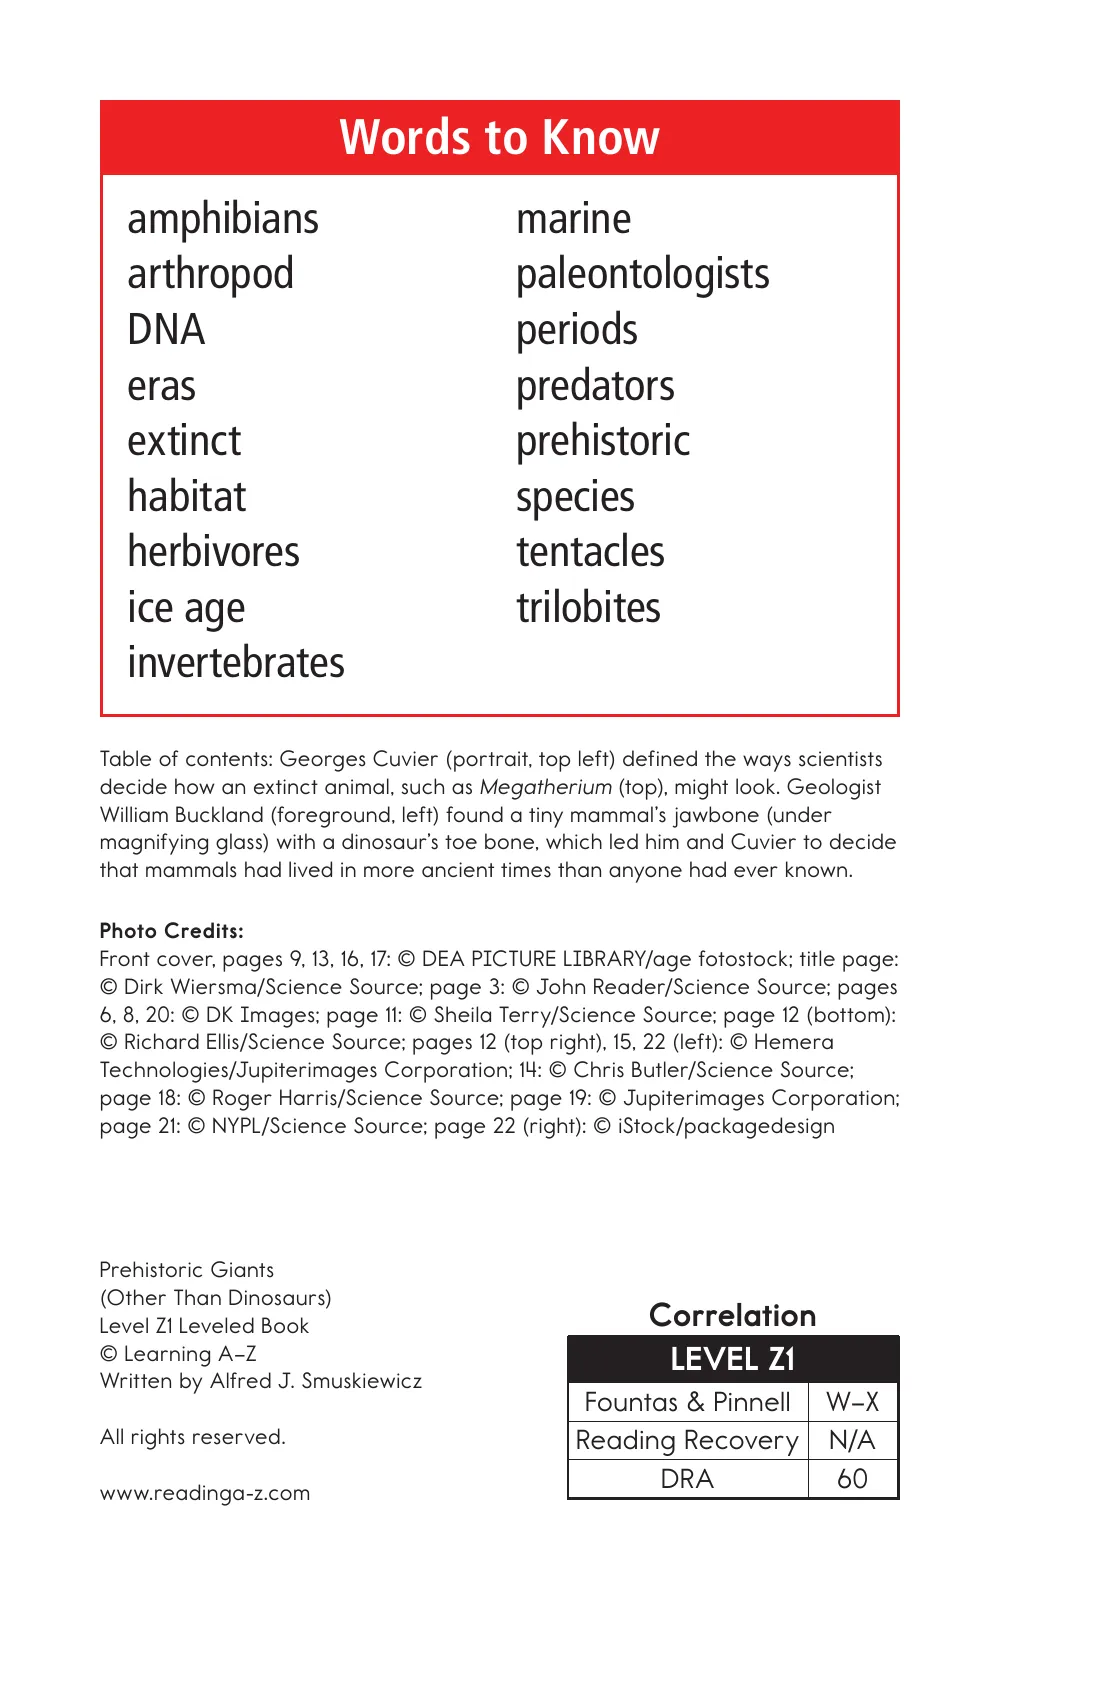 Words to Know
amphibians
arthropod
DNA
eras
extinct
habitat
herbivores
ice age
invertebrates
marine
paleontologists
periods
predators
prehistoric
species
tentacles
trilobites
Table of contents: Georges Cuvier (portrait, top left) defined the ways scientists
decide how an extinct animal, such as Megatherium (top), might look. Geologist
William Buckland (foreground, left) found a tiny mammal's jawbone (under
magnifying glass) with a dinosaur's toe bone, which led him and Cuvier to decide
that mammals had lived in more ancient times than anyone had ever known.
Photo Credits:
Front cover, pages 9, 13, 16, 17: © DEA PICTURE LIBRARY/age fotostock; title page:
© Dirk Wiersma/Science Source; page 3: © John Reader/Science Source; pages
6, 8, 20: © DK Images; page 11: © Sheila Terry/Science Source; page 12 (bottom):
© Richard Ellis/Science Source; pages 12 (top right), 15, 22 (left): © Hemera
Technologies/Jupiterimages Corporation; 14: © Chris Butler/Science Source;
page 18: © Roger Harris/Science Source; page 19: © Jupiterimages Corporation;
page 21: © NYPL/Science Source; page 22 (right): © iStock/packagedesign
Prehistoric Giants
(Other Than Dinosaurs)
Level Z1 Leveled Book
© Learning A–Z
Written by Alfred J. Smuskiewicz
All rights reserved.
www.readinga-z.com
Correlation
LEVEL Z1
Fountas & Pinnell W–X
Reading Recovery N/A
DRA 60